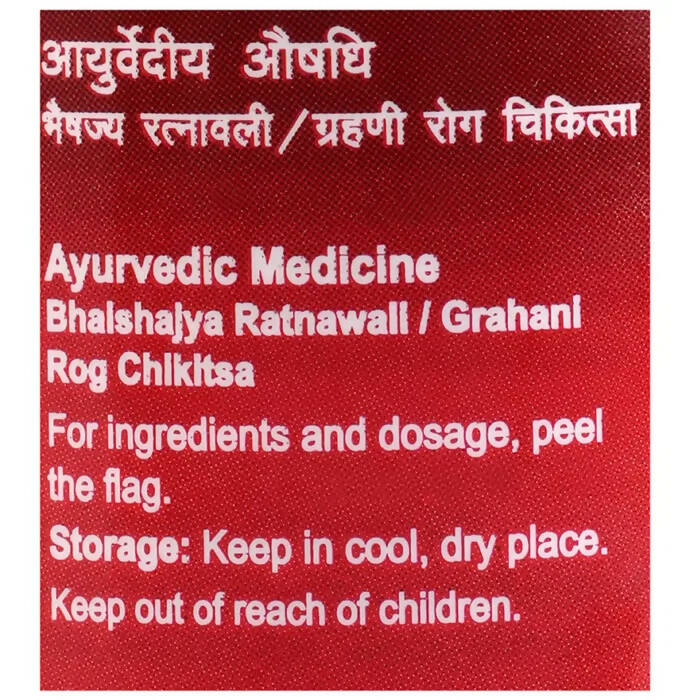 आयुर्वेदीय औषधि
भैषज्य रत्नावली/ग्रहणी रोग चिकित्सा
Ayurvedic Medicine
Bhaishajya Ratnawali / Grahani
Rog Chikitsa
For ingredients and dosage, peel
the flag.
Storage: Keep in cool, dry place.
Keep out of reach of children.